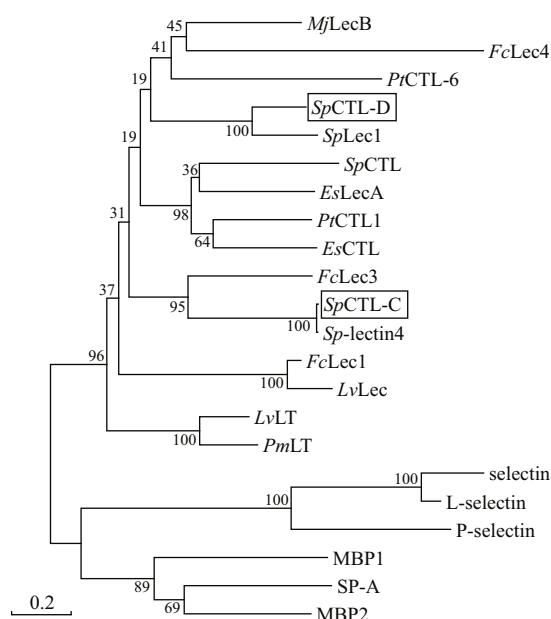 45
MjLecB
41
FcLec4
19
PtCTL-6
SpCTL-D
100
SpLec1
19
SpCTL
36
EsLecA
98
PtCTL1
64
EsCTL
31
FcLec3
95
SpCTL-C
100
Sp-lectin4
37
FcLec1
100
LvLec
96
LvLT
100
PmLT
100
selectin
100
L-selectin
P-selectin
MBP1
89
SP-A
69
MBP2
0.2